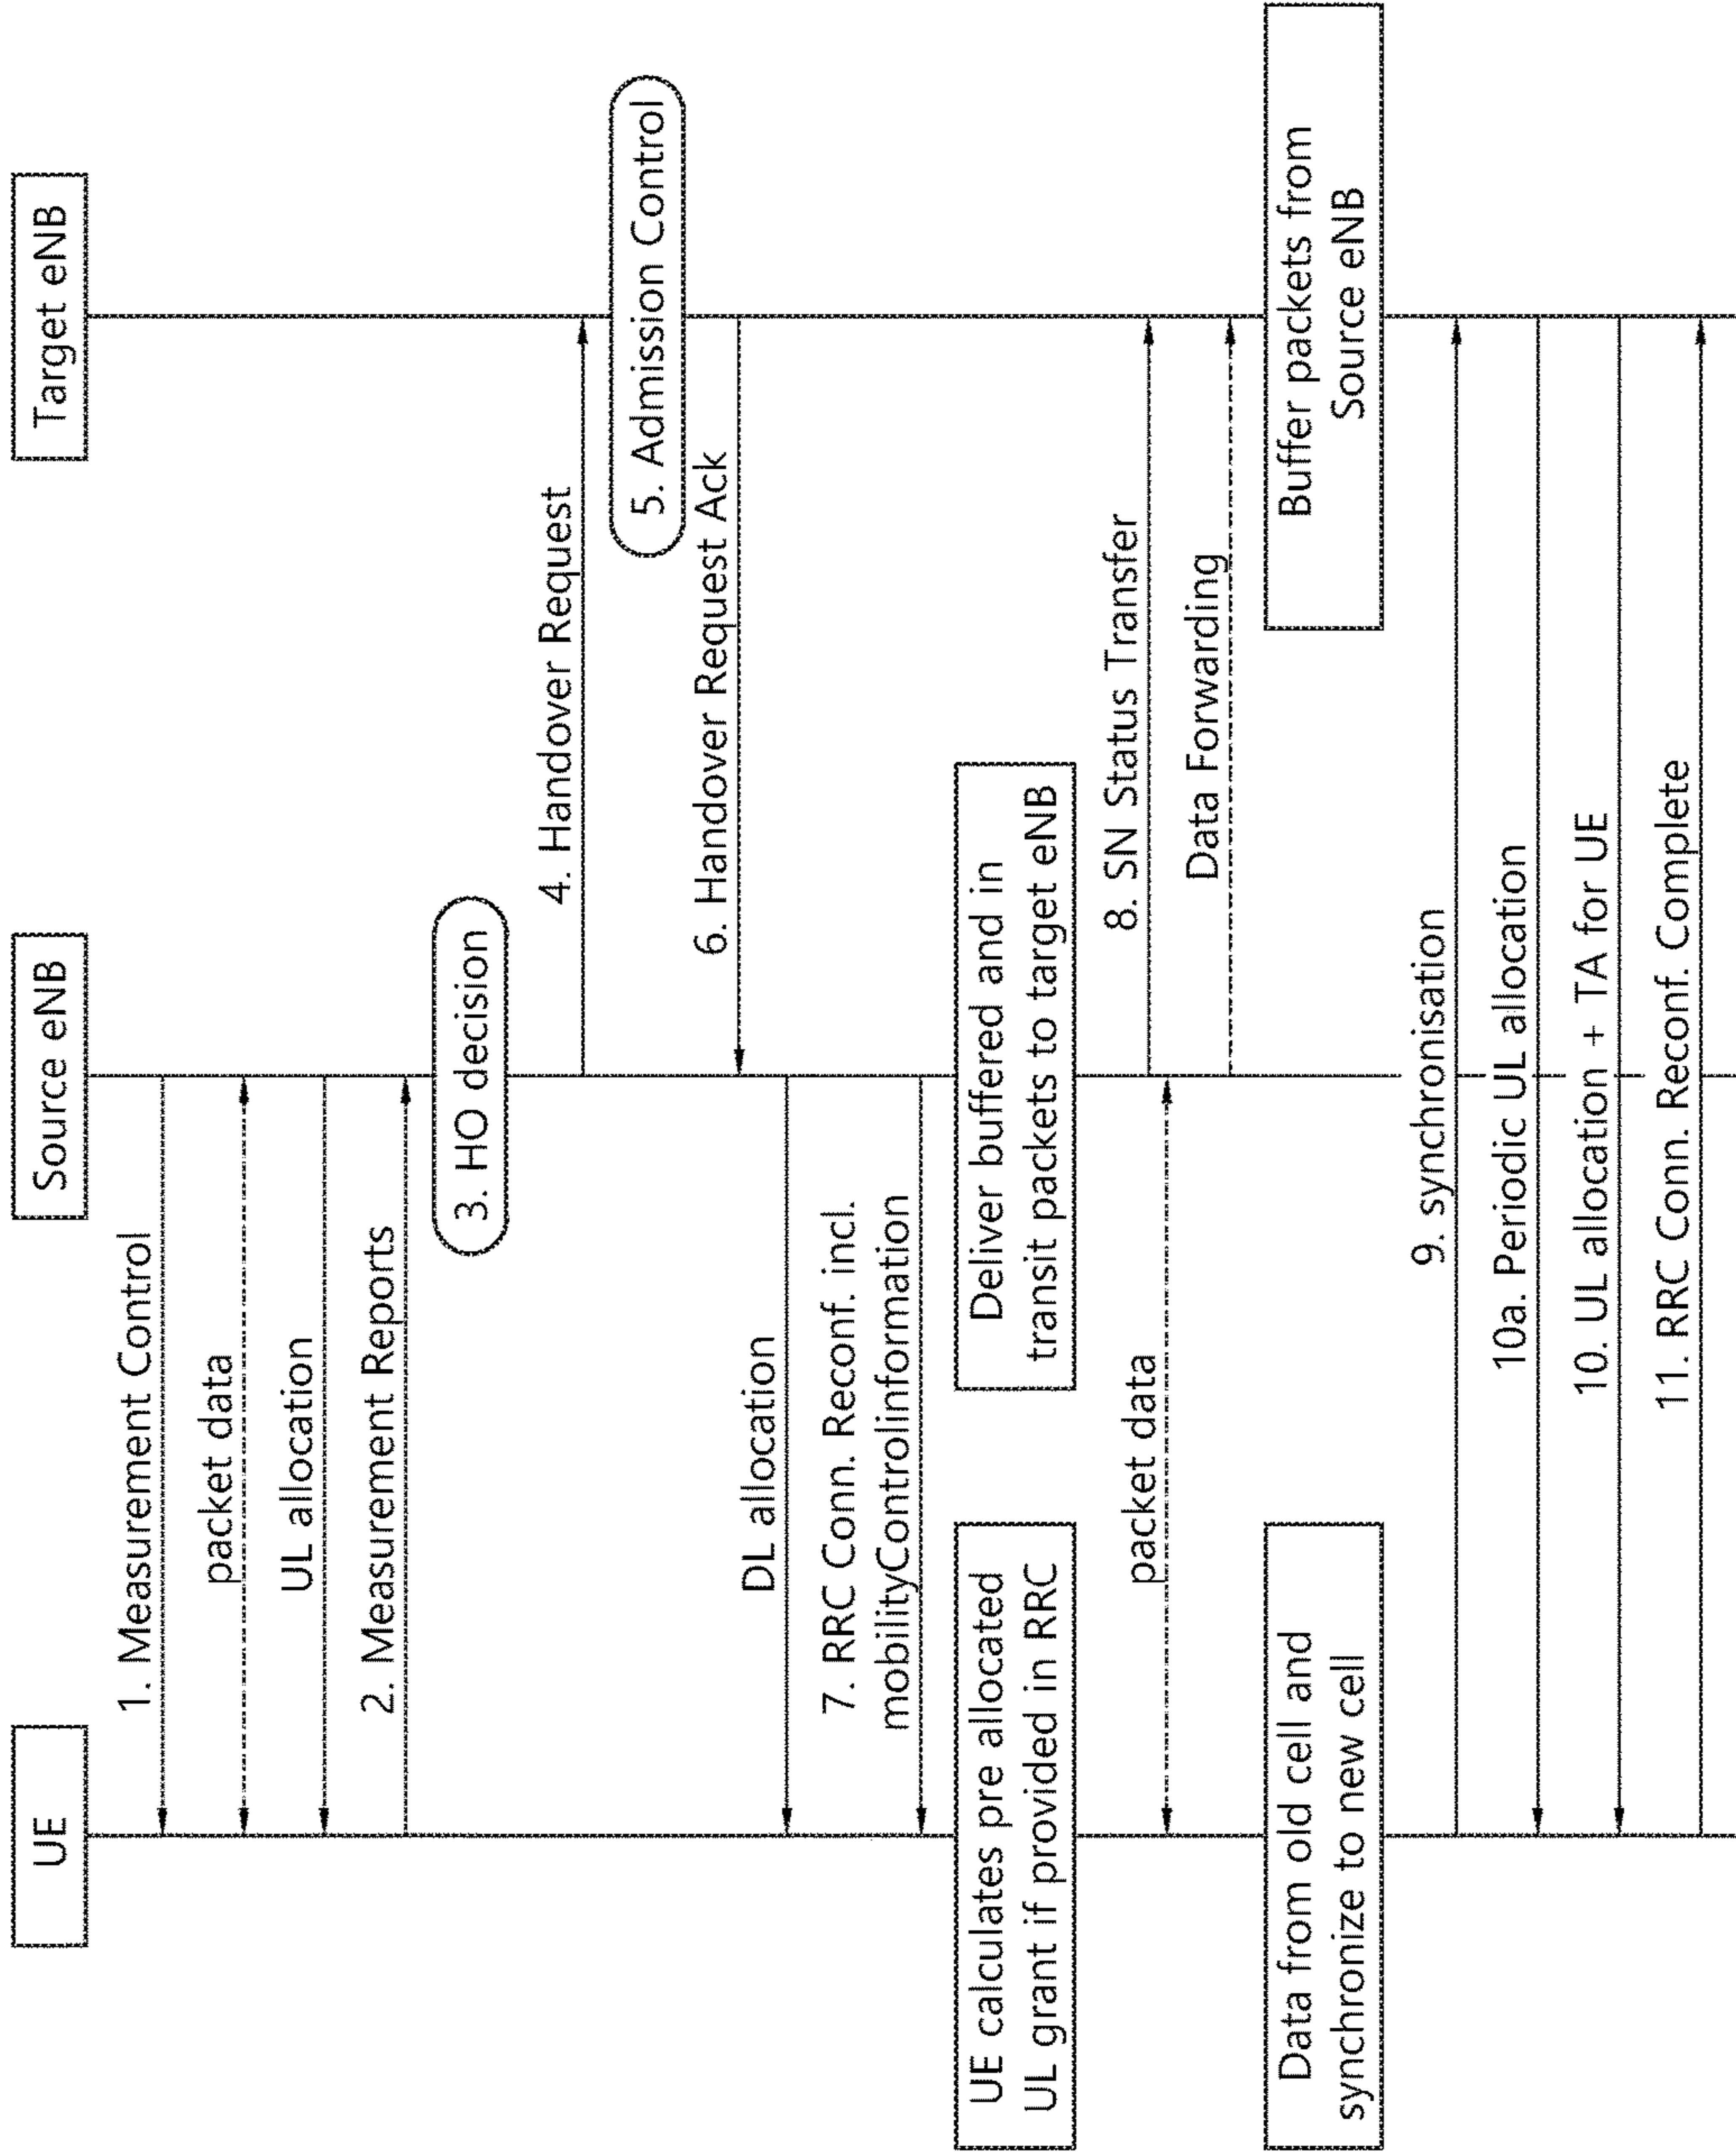 UE
Source eNB
Target eNB
1. Measurement Control
packet data
UL allocation
2. Measurement Reports
3. HO decision
4. Handover Request
5. Admission Control
6. Handover Request Ack
DL allocation
7. RRC Conn. Reconf. incl.
mobilityControlinformation
UE calculates pre allocated
UL grant if provided in RRC
Deliver buffered and in
transit packets to target eNB
packet data
8. SN Status Transfer
Data Forwarding
Data from old cell and
synchronize to new cell
Buffer packets from
Source eNB
9. synchronisation
10a. Periodic UL allocation
10. UL allocation + TA for UE
11. RRC Conn. Reconf. Complete